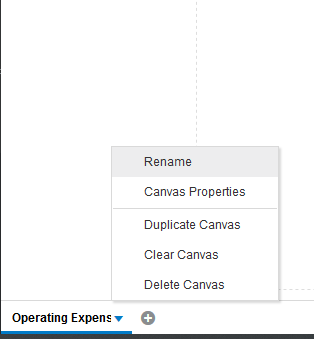 Rename
Canvas Properties
Duplicate Canvas
Clear Canvas
Delete Canvas
Operating Expens